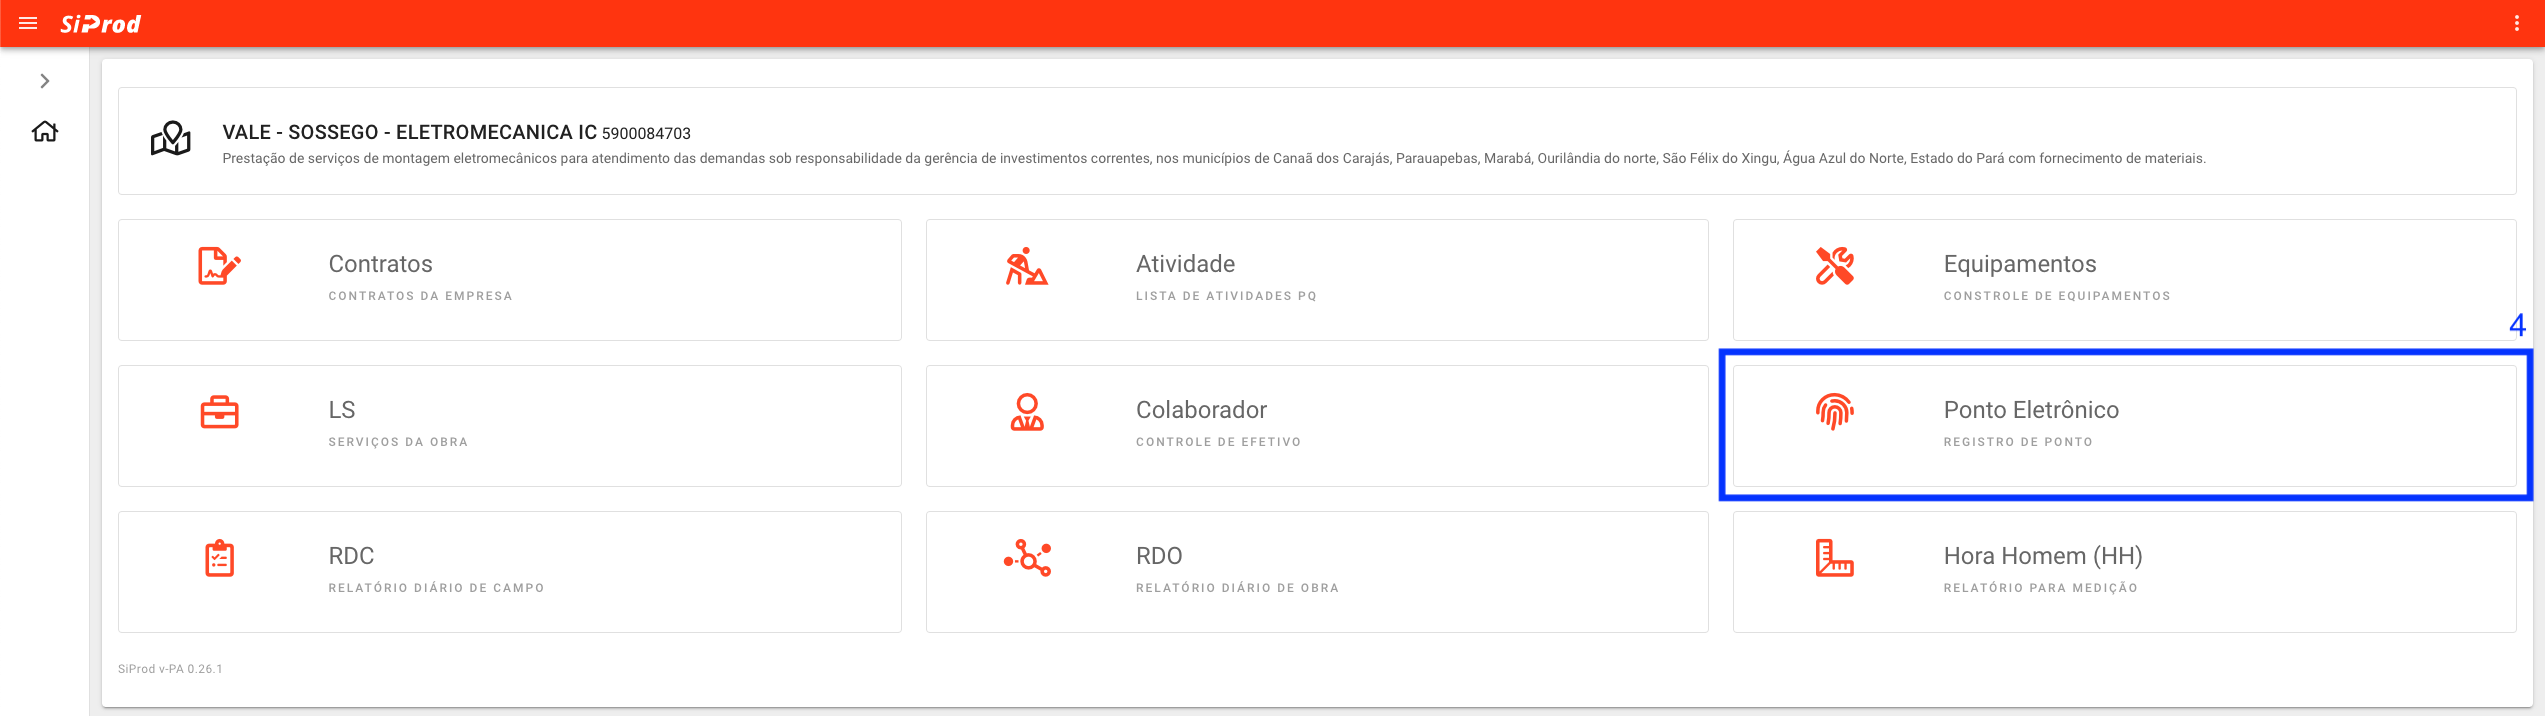 SiProd
VALE - SOSSEGO - ELETROMECANICA IC 5900084703
Prestação de serviços de montagem eletromecânicos para atendimento das demandas sob responsabilidade da gerência de investimentos correntes, nos municípios de Canaã dos Carajás, Parauapebas, Marabá, Ourilândia do norte, São Félix do Xingu, Água Azul do Norte, Estado do Pará com fornecimento de materiais.
Contratos
CONTRATOS DA EMPRESA
Atividade
LISTA DE ATIVIDADES PQ
Equipamentos
CONSTROLE DE EQUIPAMENTOS
4
LS
SERVIÇOS DA OBRA
Colaborador
CONTROLE DE EFETIVO
Ponto Eletrônico
REGISTRO DE PONTO
RDC
RELATÓRIO DIÁRIO DE CAMPO
RDO
RELATÓRIO DIÁRIO DE OBRA
Hora Homem (HH)
RELATÓRIO PARA MEDIÇÃO
SiProd v-PA 0.26.1